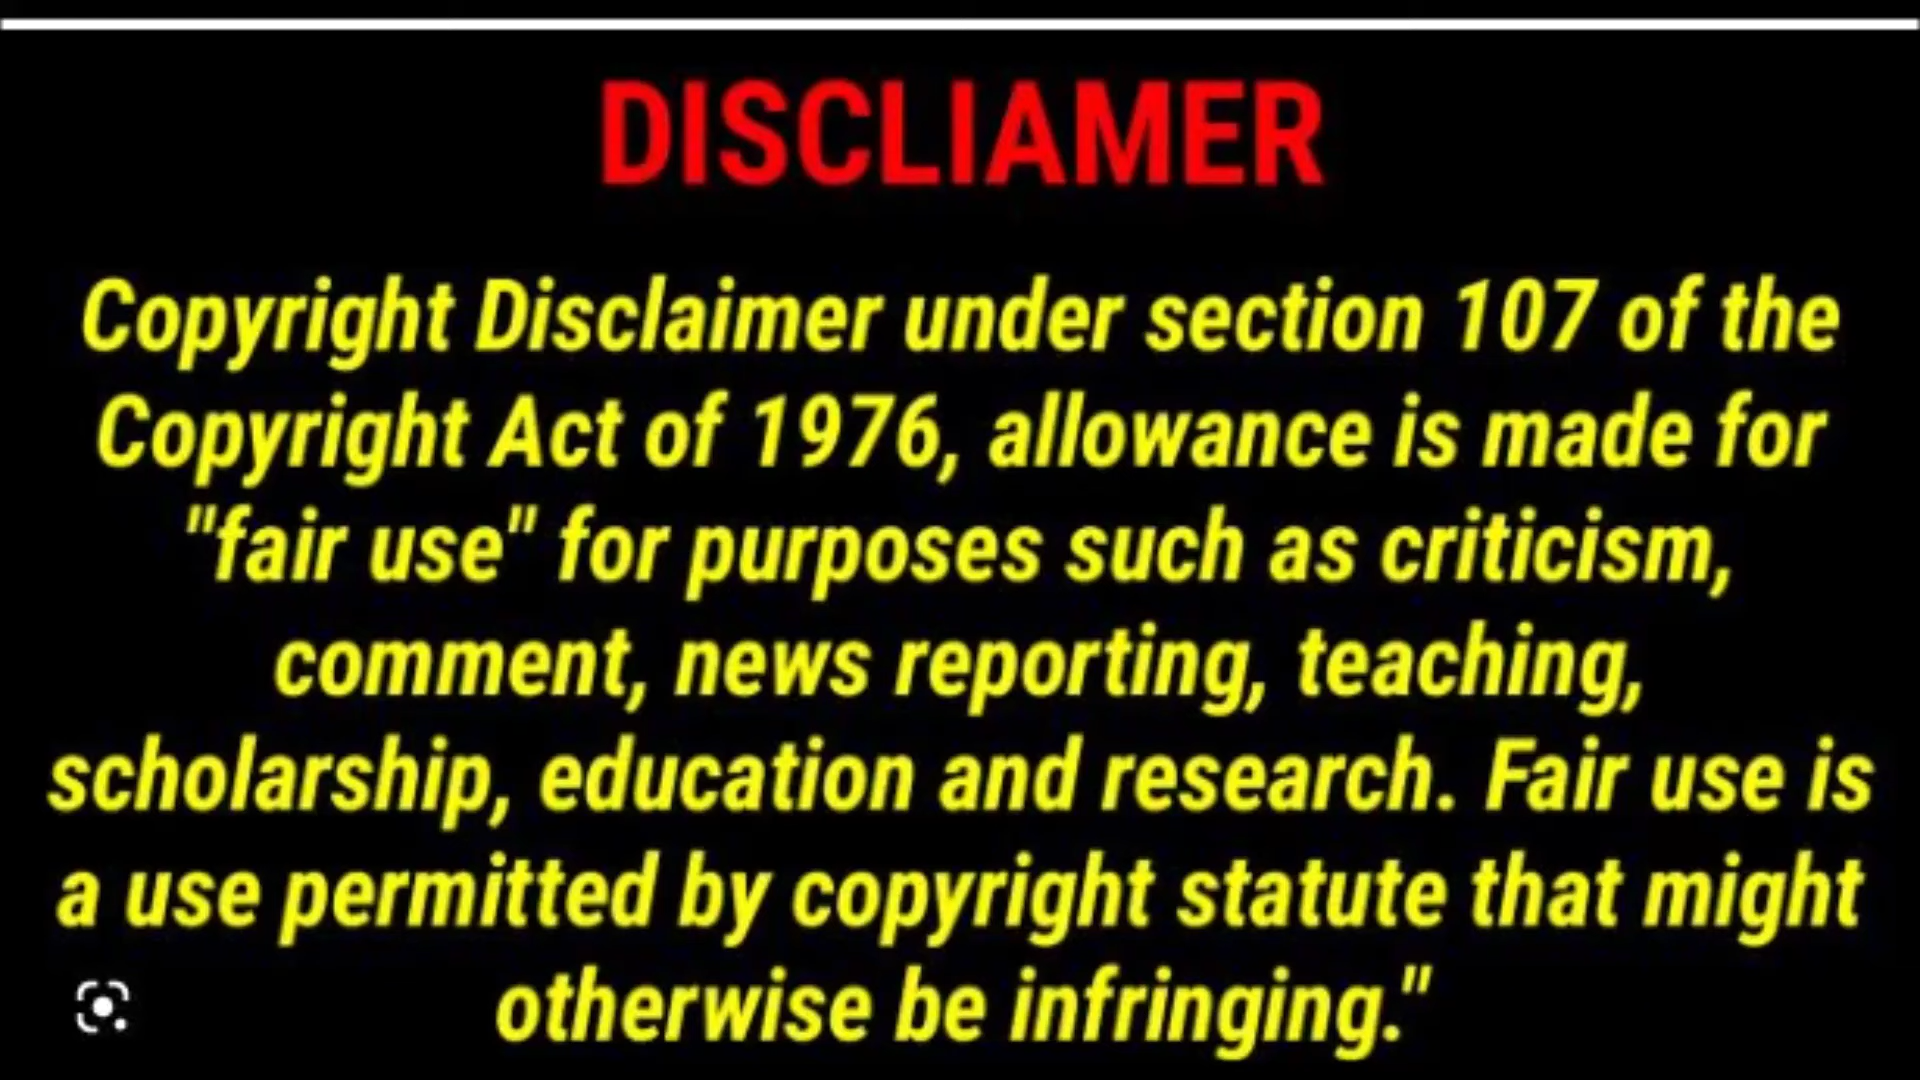 DISCLIAMER
Copyright Disclaimer under section 107 of the
Copyright Act of 1976, allowance is made for
"fair use" for purposes such as criticism,
comment, news reporting, teaching,
scholarship, education and research. Fair use is
a use permitted by copyright statute that might
otherwise be infringing."